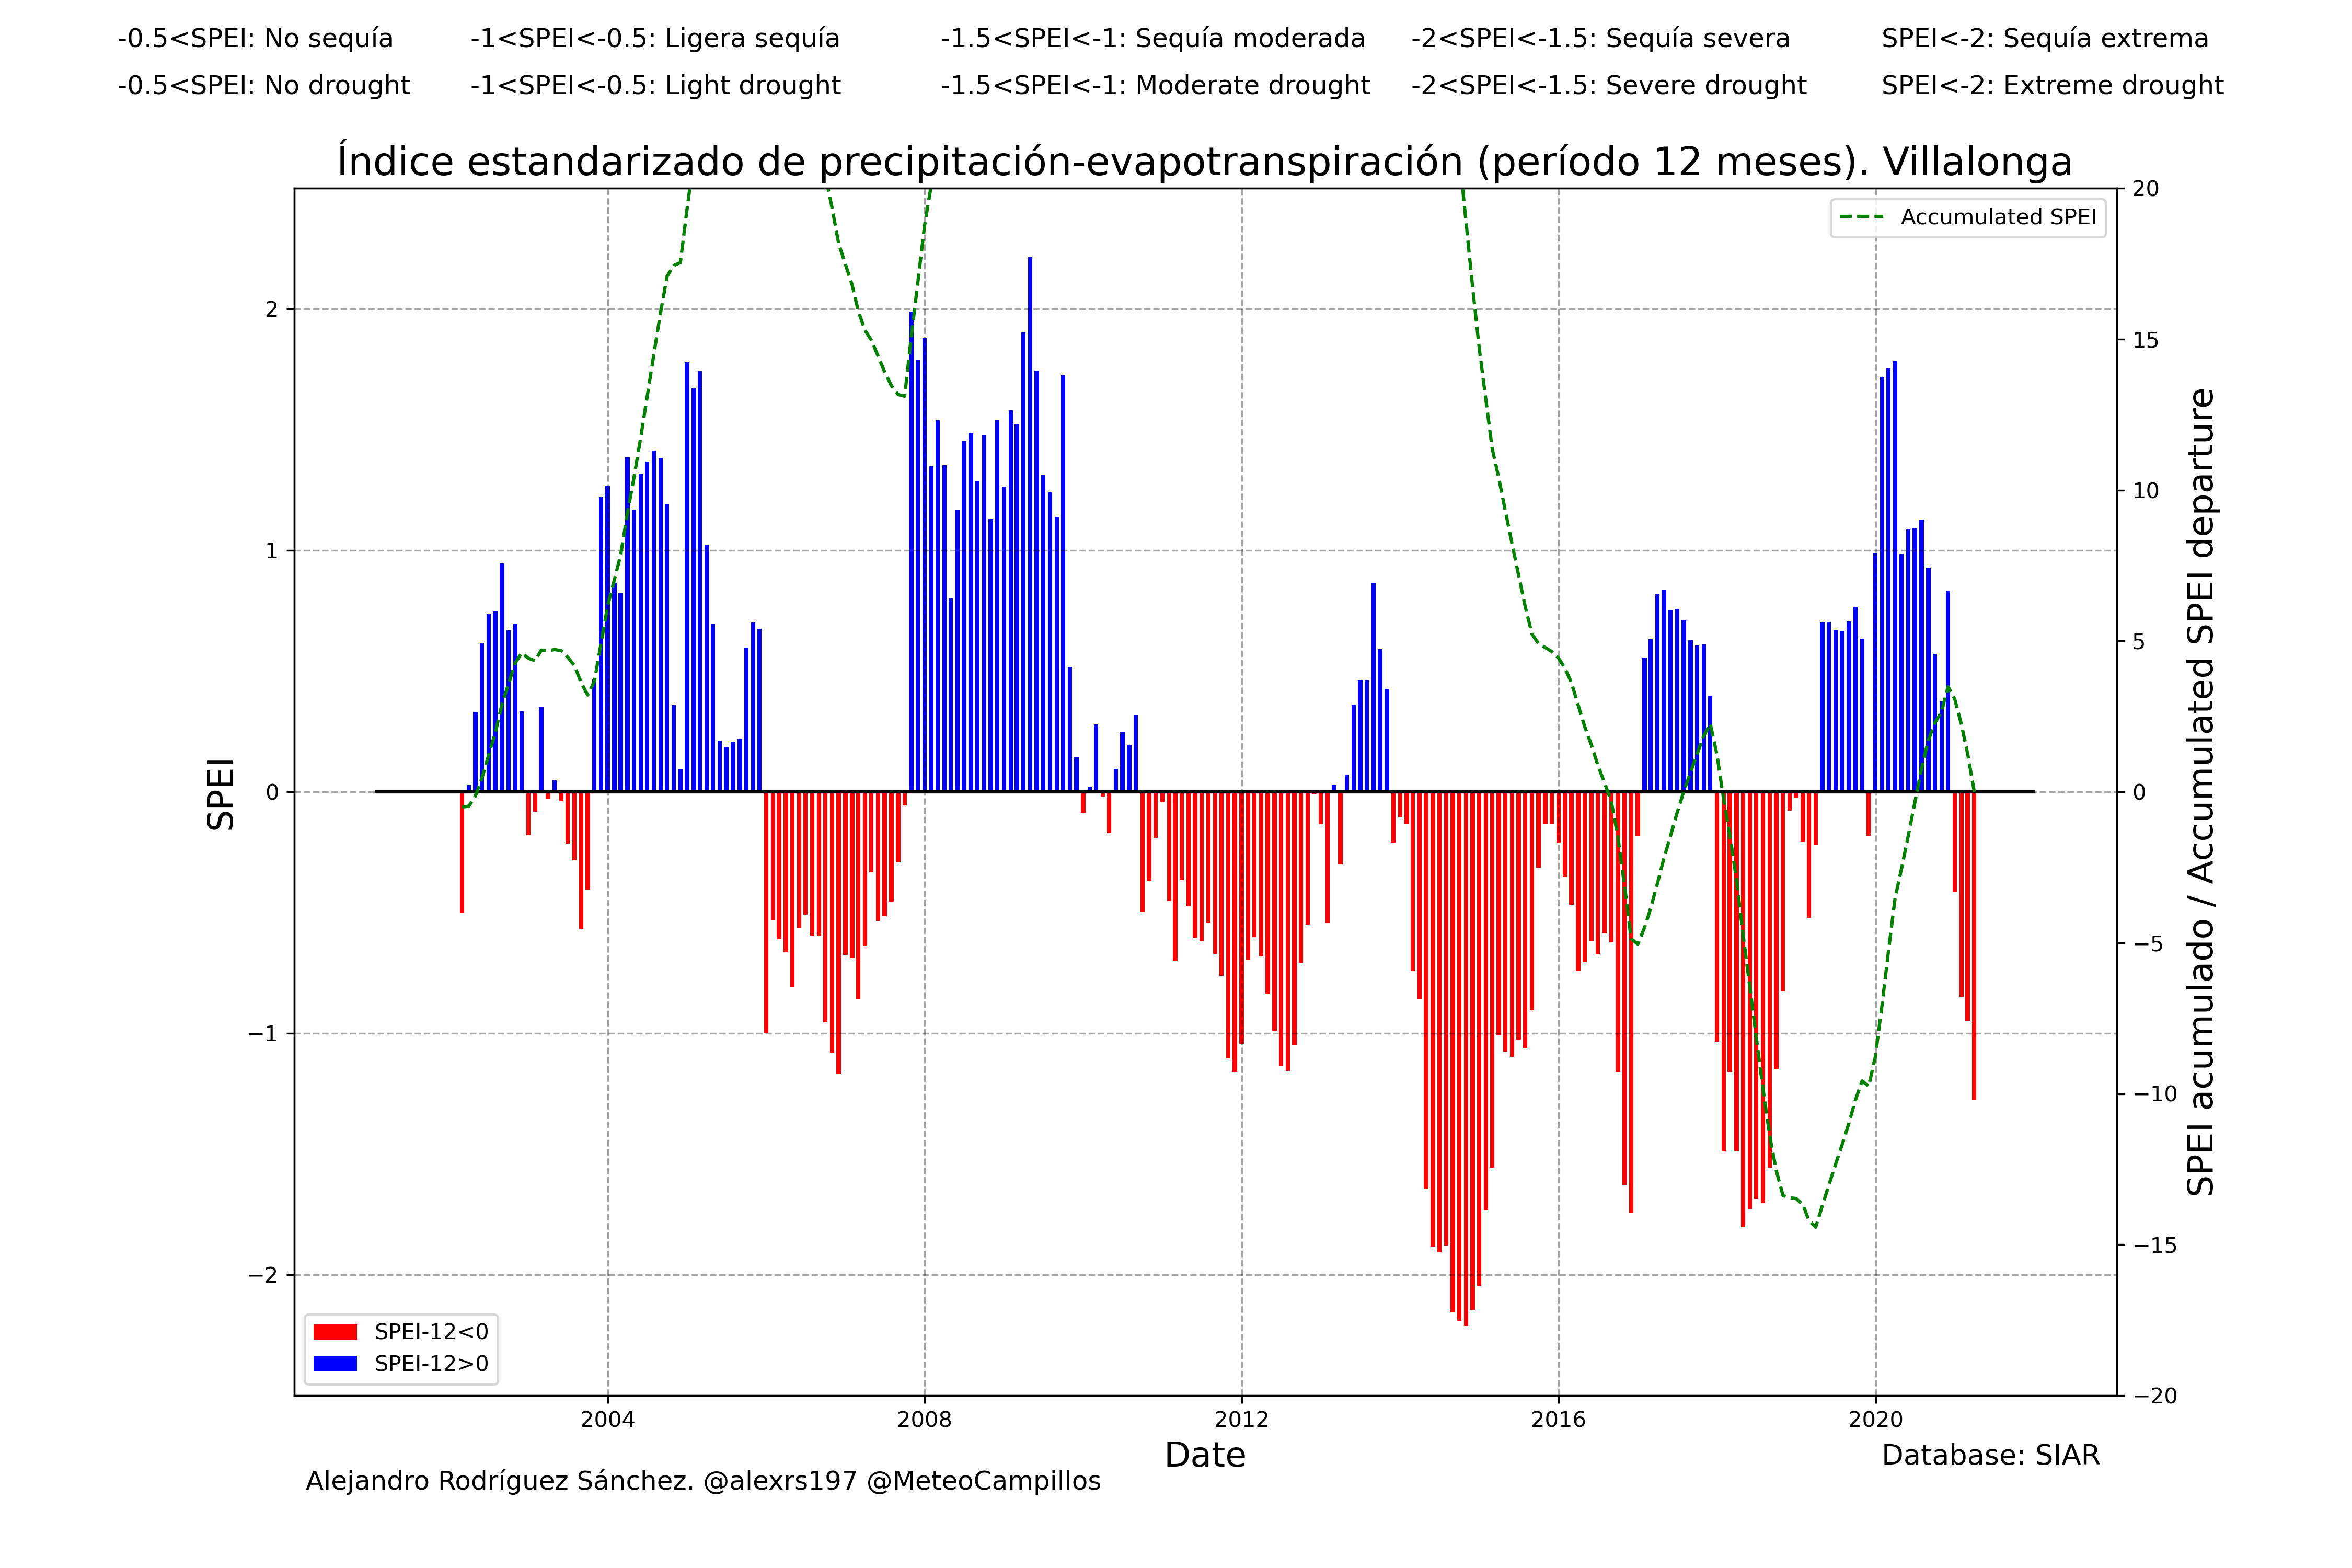 -0.5<SPEI: No sequía -1<SPEI<-0.5: Ligera sequía -1.5<SPEI<-1: Sequía moderada -2<SPEI<-1.5: Sequía severa SPEI<-2: Sequía extrema
-0.5<SPEI: No drought -1<SPEI<-0.5: Light drought -1.5<SPEI<-1: Moderate drought -2<SPEI<-1.5: Severe drought SPEI<-2: Extreme drought
Índice estandarizado de precipitación-evapotranspiración (período 12 meses). Villalonga
Accumulated SPEI
SPEI
2
1
0
−1
−2
20
15
10
5
0
−5
−10
−15
−20
SPEI acumulado / Accumulated SPEI departure
SPEI-12<0
SPEI-12>0
2004 2008 2012 2016 2020
Date
Database: SIAR
Alejandro Rodríguez Sánchez. @alexrs197 @MeteoCampillos